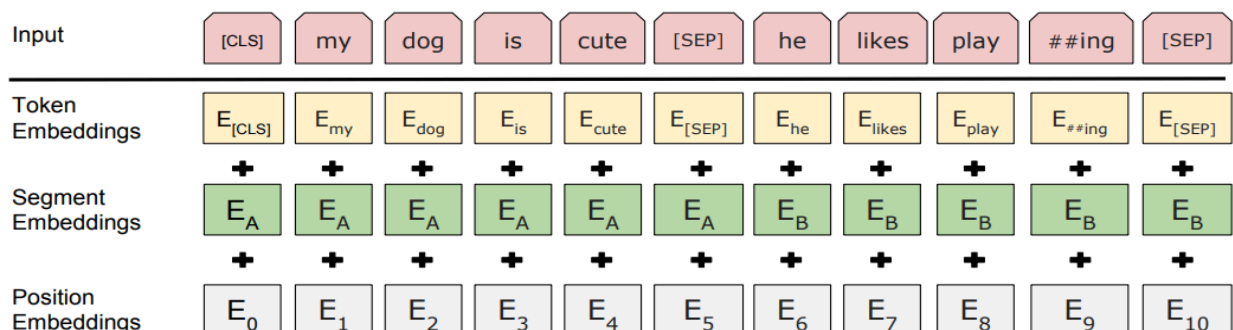 Input [CLS] my dog is cute [SEP] he likes play ##ing [SEP]
Token
Embeddings E[CLS] Emy Edog Eis Ecute E[SEP] Ehe Elikes Eplay E##ing E[SEP]
+ + + + + + + + + + +
Segment
Embeddings EA EA EA EA EA EA EB EB EB EB EB
+ + + + + + + + + + +
Position
Embeddings E0 E1 E2 E3 E4 E5 E6 E7 E8 E9 E10